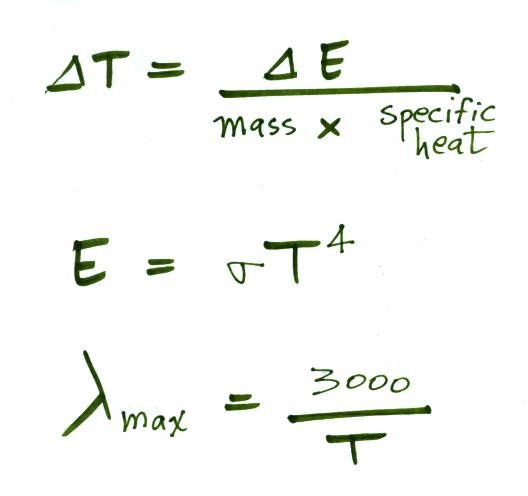 ΔT = ΔE / mass × specific heat
E = σT⁴
λmax = 3000 / T